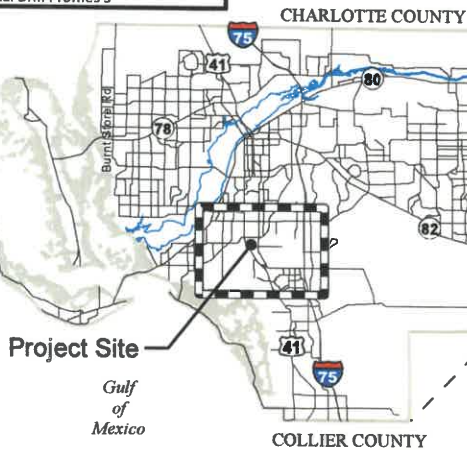 CHARLOTTE COUNTY
75
41
80
Burnt Store Rd
78
82
Project Site
41
Gulf
of
Mexico
75
COLLIER COUNTY